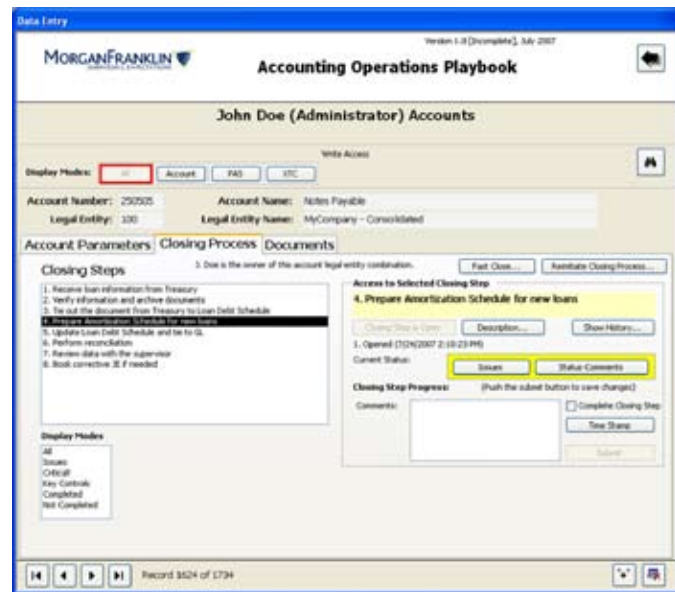 Data Entry
Version 1.0 [Incomplete], July 2007
MORGANFRANKLIN
Accounting Operations Playbook
John Doe (Administrator) Accounts
Write Access
Display Modes: All Account PAS XTC
Account Number: 250505 Account Name: Notes Payable
Legal Entity: 100 Legal Entity Name: MyCompany - Consolidated
Account Parameters Closing Process Documents
Closing Steps
J. Doe is the owner of this account legal entity combination.
Fast Close... Reinitiate Closing Process...
1. Receive loan information from Treasury
2. Verify information and archive documents
3. Tie out the document from Treasury to Loan Debt Schedule
4. Prepare Amortization Schedule for new loans
5. Update Loan Debt Schedule and tie to GL
6. Perform reconciliation
7. Review data with the supervisor
8. Book corrective JE if needed
Access to Selected Closing Step
4. Prepare Amortization Schedule for new loans
Closing Step is Open Description... Show History...
1. Opened (7/24/2007 2:10:23 PM)
Current Status: Issues Status Comments
Closing Step Progress: (Push the submit button to save changes)
Comments: Complete Closing Step
Time Stamp
Submit
Display Modes
All
Issues
Critical
Key Controls
Completed
Not Completed
Record 1624 of 1734